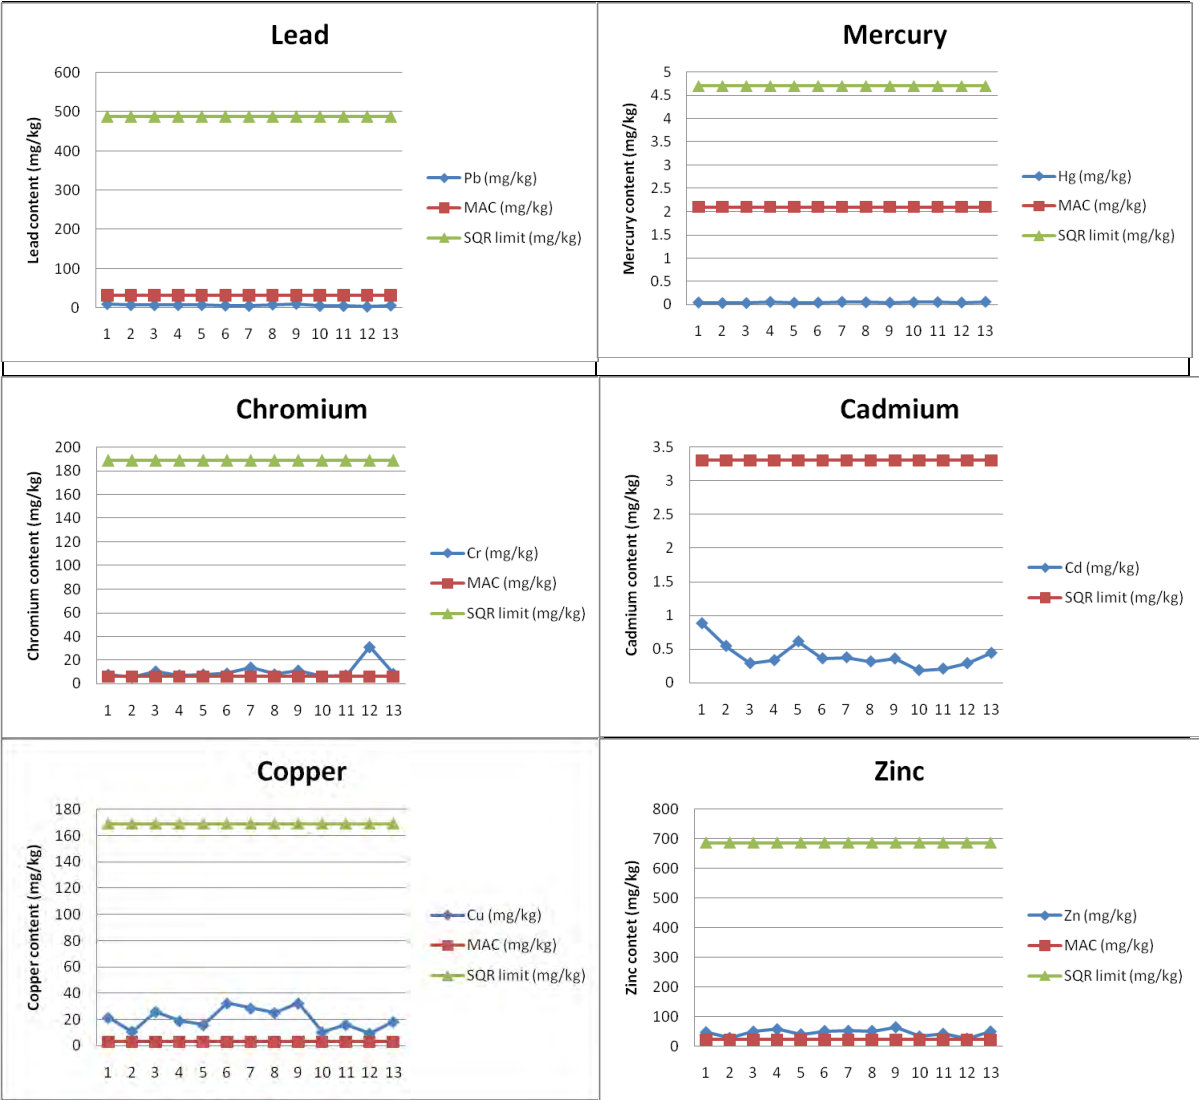 Lead
Lead content (mg/kg)
600
500
400
300
200
100
0
1 2 3 4 5 6 7 8 9 10 11 12 13
Pb (mg/kg)
MAC (mg/kg)
SQR limit (mg/kg)
Mercury
Mercury content (mg/kg)
5
4.5
4
3.5
3
2.5
2
1.5
1
0.5
0
1 2 3 4 5 6 7 8 9 10 11 12 13
Hg (mg/kg)
MAC (mg/kg)
SQR limit (mg/kg)
Chromium
Chromium content (mg/kg)
200
180
160
140
120
100
80
60
40
20
0
1 2 3 4 5 6 7 8 9 10 11 12 13
Cr (mg/kg)
MAC (mg/kg)
SQR limit (mg/kg)
Cadmium
Cadmium content (mg/kg)
3.5
3
2.5
2
1.5
1
0.5
0
1 2 3 4 5 6 7 8 9 10 11 12 13
Cd (mg/kg)
SQR limit (mg/kg)
Copper
Copper content (mg/kg)
180
160
140
120
100
80
60
40
20
0
1 2 3 4 5 6 7 8 9 10 11 12 13
Cu (mg/kg)
MAC (mg/kg)
SQR limit (mg/kg)
Zinc
Zinc contet (mg/kg)
800
700
600
500
400
300
200
100
0
1 2 3 4 5 6 7 8 9 10 11 12 13
Zn (mg/kg)
MAC (mg/kg)
SQR limit (mg/kg)